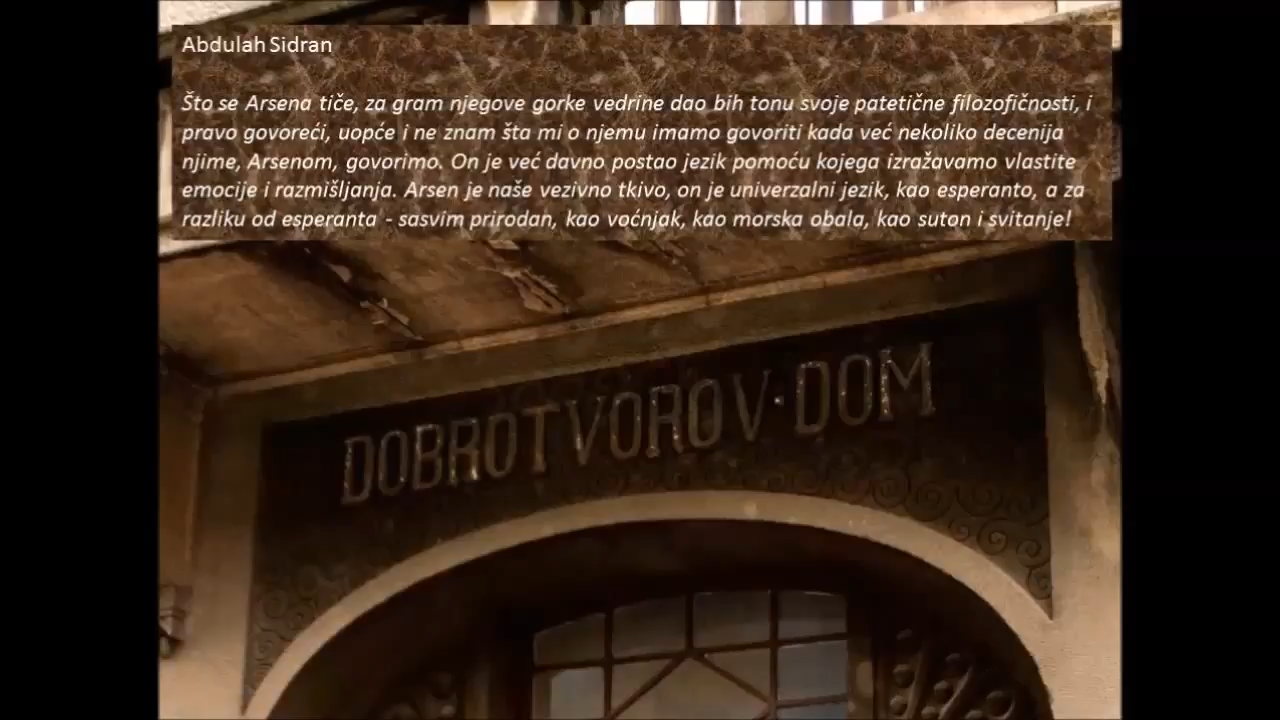 Abdulah Sidran
Što se Arsena tiče, za gram njegove gorke vedrine dao bih tonu svoje patetične filozofičnosti, i
pravo govoreći, uopće i ne znam šta mi o njemu imamo govoriti kada već nekoliko decenija
njime, Arsenom, govorimo. On je već davno postao jezik pomoću kojega izražavamo vlastite
emocije i razmišljanja. Arsen je naše vezivno tkivo, on je univerzalni jezik, kao esperanto, a za
razliku od esperanta - sasvim prirodan, kao voćnjak, kao morska obala, kao suton i svitanje!
DOBROTVOROV·DOM